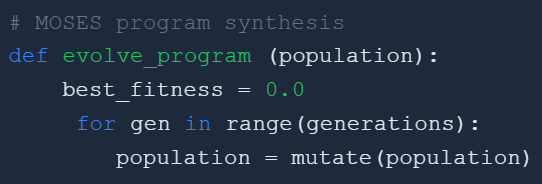 # MOSES program synthesis
def evolve_program (population):
    best_fitness = 0.0
     for gen in range(generations):
        population = mutate(population)